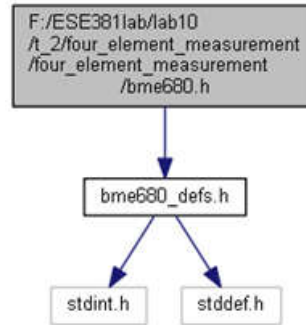 F:/ESE381lab/lab10
/t_2/four_element_measurement
/four_element_measurement
/bme680.h
bme680_defs.h
stdint.h
stddef.h